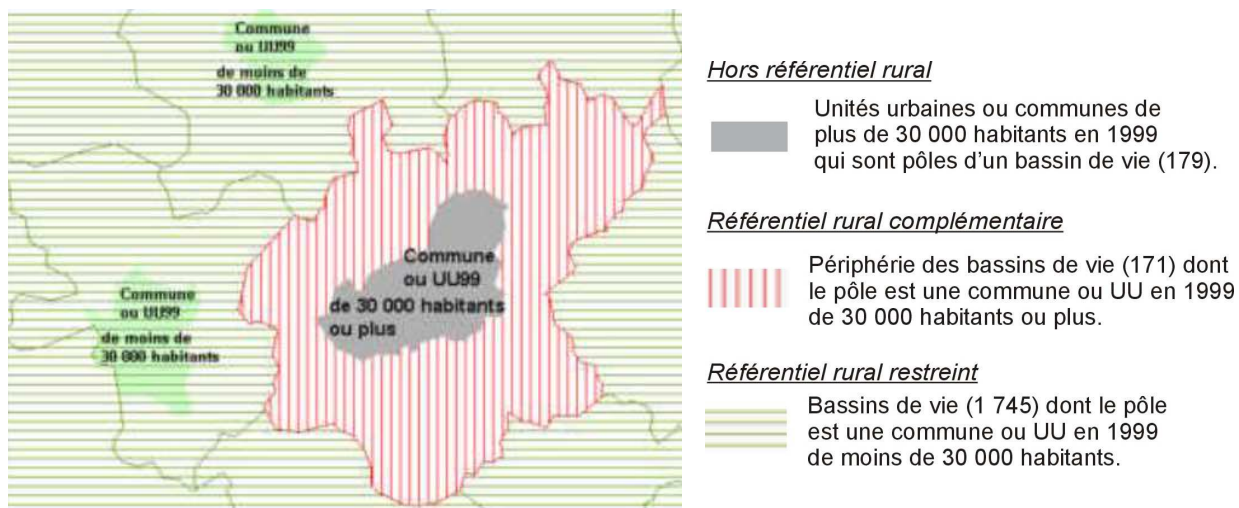 Commune
ou UU99
de moins de
30 000 habitants
Commune
ou UU99
de 30 000 habitants
ou plus
Commune
ou UU99
de moins de
30 000 habitants
Hors référentiel rural
Unités urbaines ou communes de
plus de 30 000 habitants en 1999
qui sont pôles d'un bassin de vie (179).
Référentiel rural complémentaire
Périphérie des bassins de vie (171) dont
le pôle est une commune ou UU en 1999
de 30 000 habitants ou plus.
Référentiel rural restreint
Bassins de vie (1 745) dont le pôle
est une commune ou UU en 1999
de moins de 30 000 habitants.